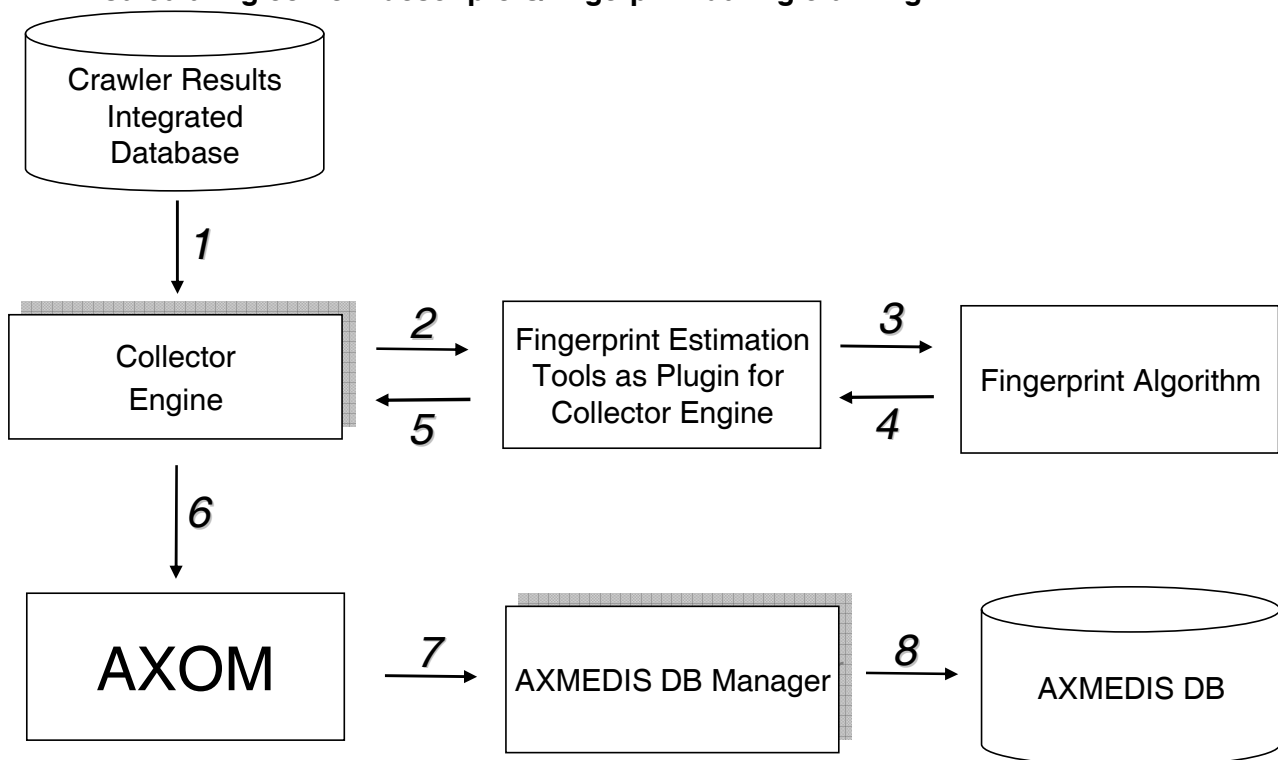 Crawler Results
Integrated
Database
1
Collector
Engine
2
5
Fingerprint Estimation
Tools as Plugin for
Collector Engine
3
4
Fingerprint Algorithm
6
AXOM
7
AXMEDIS DB Manager
8
AXMEDIS DB